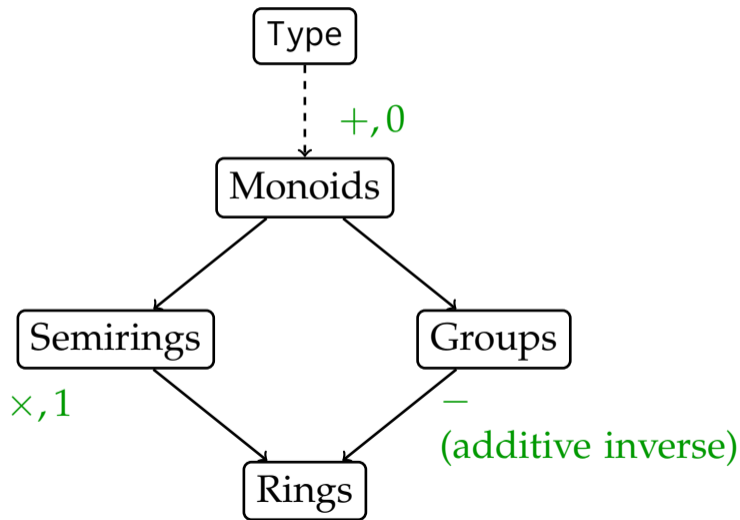 Type
+, 0
Monoids
Semirings
Groups
×, 1
−
(additive inverse)
Rings